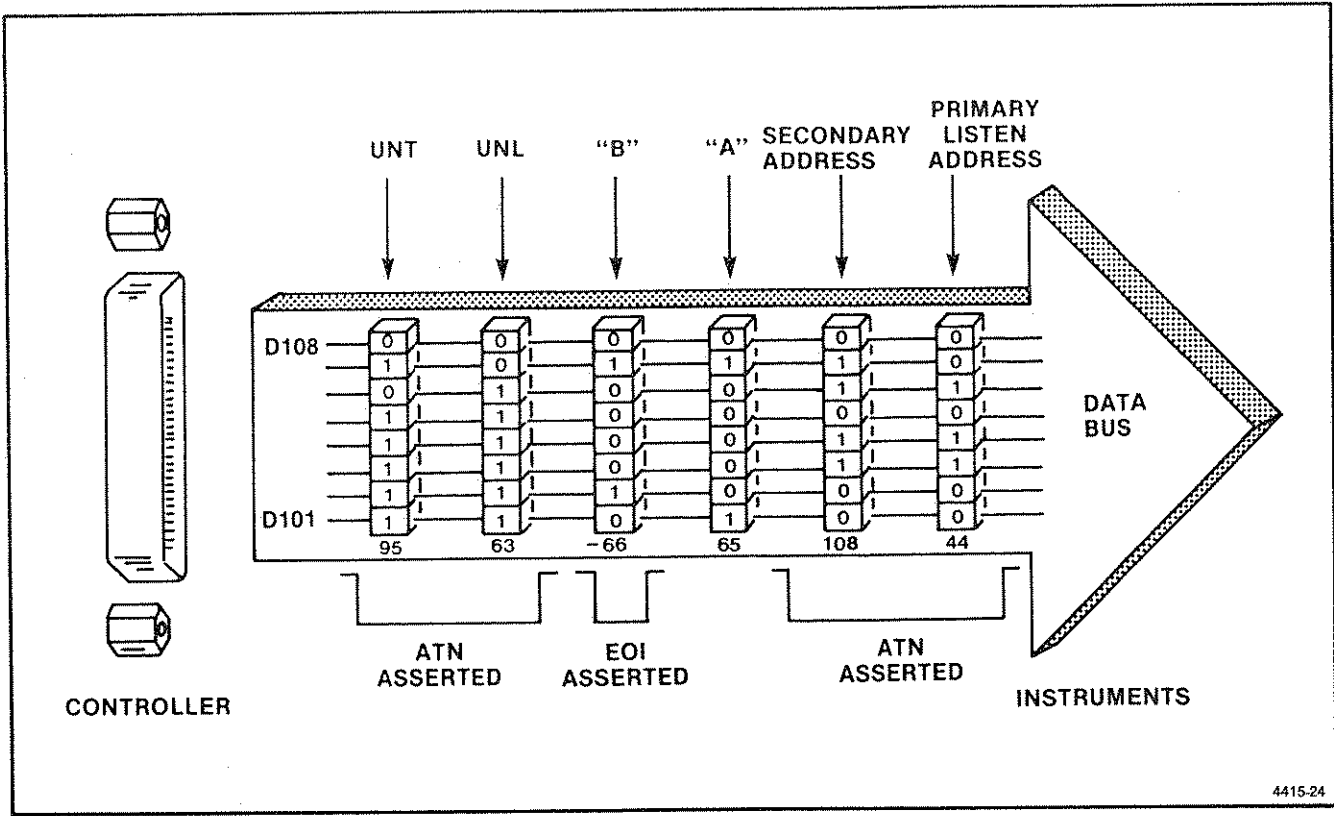 UNT UNL "B" "A" SECONDARY ADDRESS PRIMARY LISTEN ADDRESS
D108 0 0 0 0 0 0
1 0 1 1 1 0
0 1 0 0 1 1
1 1 0 0 0 0
1 1 0 0 1 1
1 1 0 0 1 1
1 1 1 0 0 0
D101 1 1 0 1 0 0
95 63 -66 65 108 44
DATA
BUS
ATN
ASSERTED
EOI
ASSERTED
ATN
ASSERTED
CONTROLLER
INSTRUMENTS
4415-24